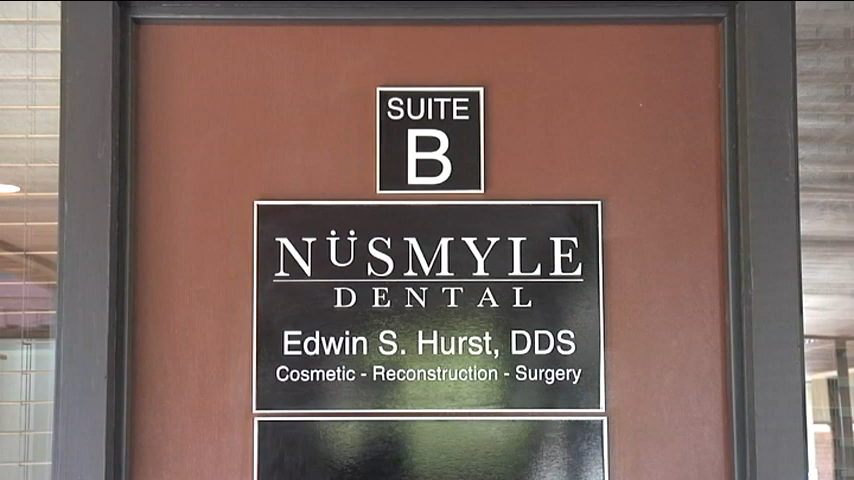 SUITE
B
NÜSMYLE
DENTAL
Edwin S. Hurst, DDS
Cosmetic - Reconstruction - Surgery